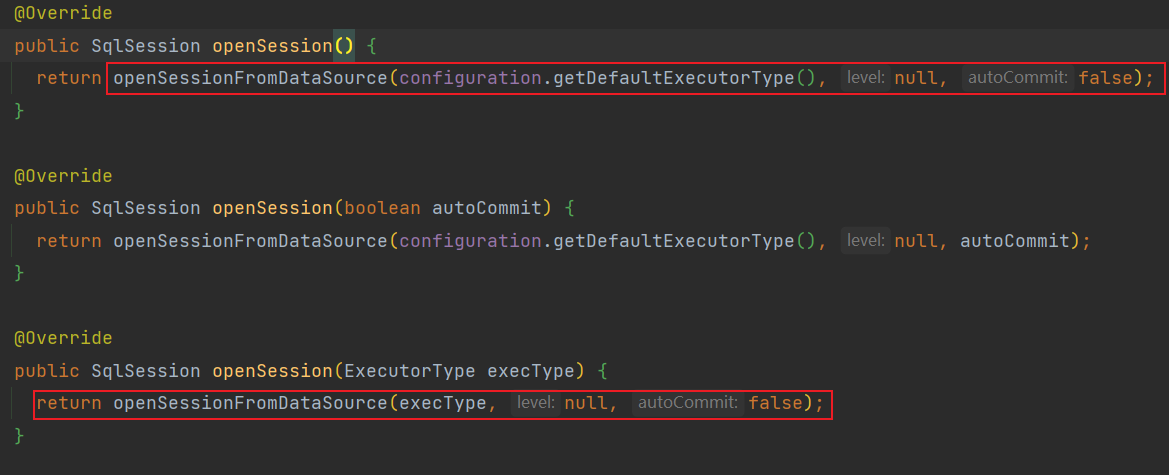 @Override
public SqlSession openSession() {
return openSessionFromDataSource(configuration.getDefaultExecutorType(), level: null, autoCommit: false);
}
@Override
public SqlSession openSession(boolean autoCommit) {
return openSessionFromDataSource(configuration.getDefaultExecutorType(), level: null, autoCommit);
}
@Override
public SqlSession openSession(ExecutorType execType) {
return openSessionFromDataSource(execType, level: null, autoCommit: false);
}